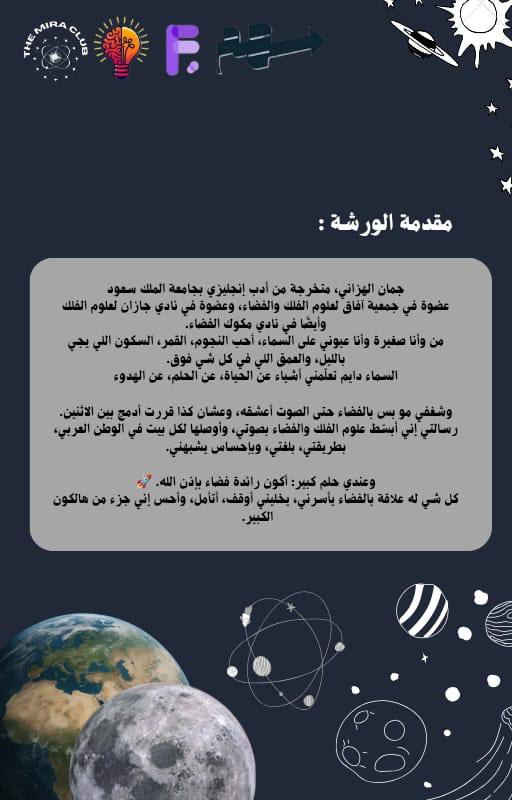 THE MIRA CLUB
مقدمة الورشة :
جمان الهزاني، متخرجة من أدب إنجليزي بجامعة الملك سعود
عضوة في جمعية آفاق لعلوم الفلك والفضاء، وعضوة في نادي جازان لعلوم الفلك
وأيضًا في نادي مكوك الفضاء.
من وأنا صغيرة وأنا عيوني على السماء، أحب النجوم، القمر، السكون اللي يجي
بالليل، والعمق اللي في كل شي فوق.
السماء دايم تعلّمني أشياء عن الحياة، عن الحلم، عن الهدوء
وشغفي مو بس بالفضاء حتى الصوت أعشقه، وعشان كذا قررت أدمج بين الاثنين.
رسالتي إني أبسّط علوم الفلك والفضاء بصوتي، وأوصلها لكل بيت في الوطن العربي،
بطريقتي، بلغتي، وبإحساس يشبهني.
وعندي حلم كبير: أكون رائدة فضاء بإذن الله. 🚀
كل شي له علاقة بالفضاء يأسرني، يخليني أوقف، أتأمل، وأحس إني جزء من هالكون
الكبير.